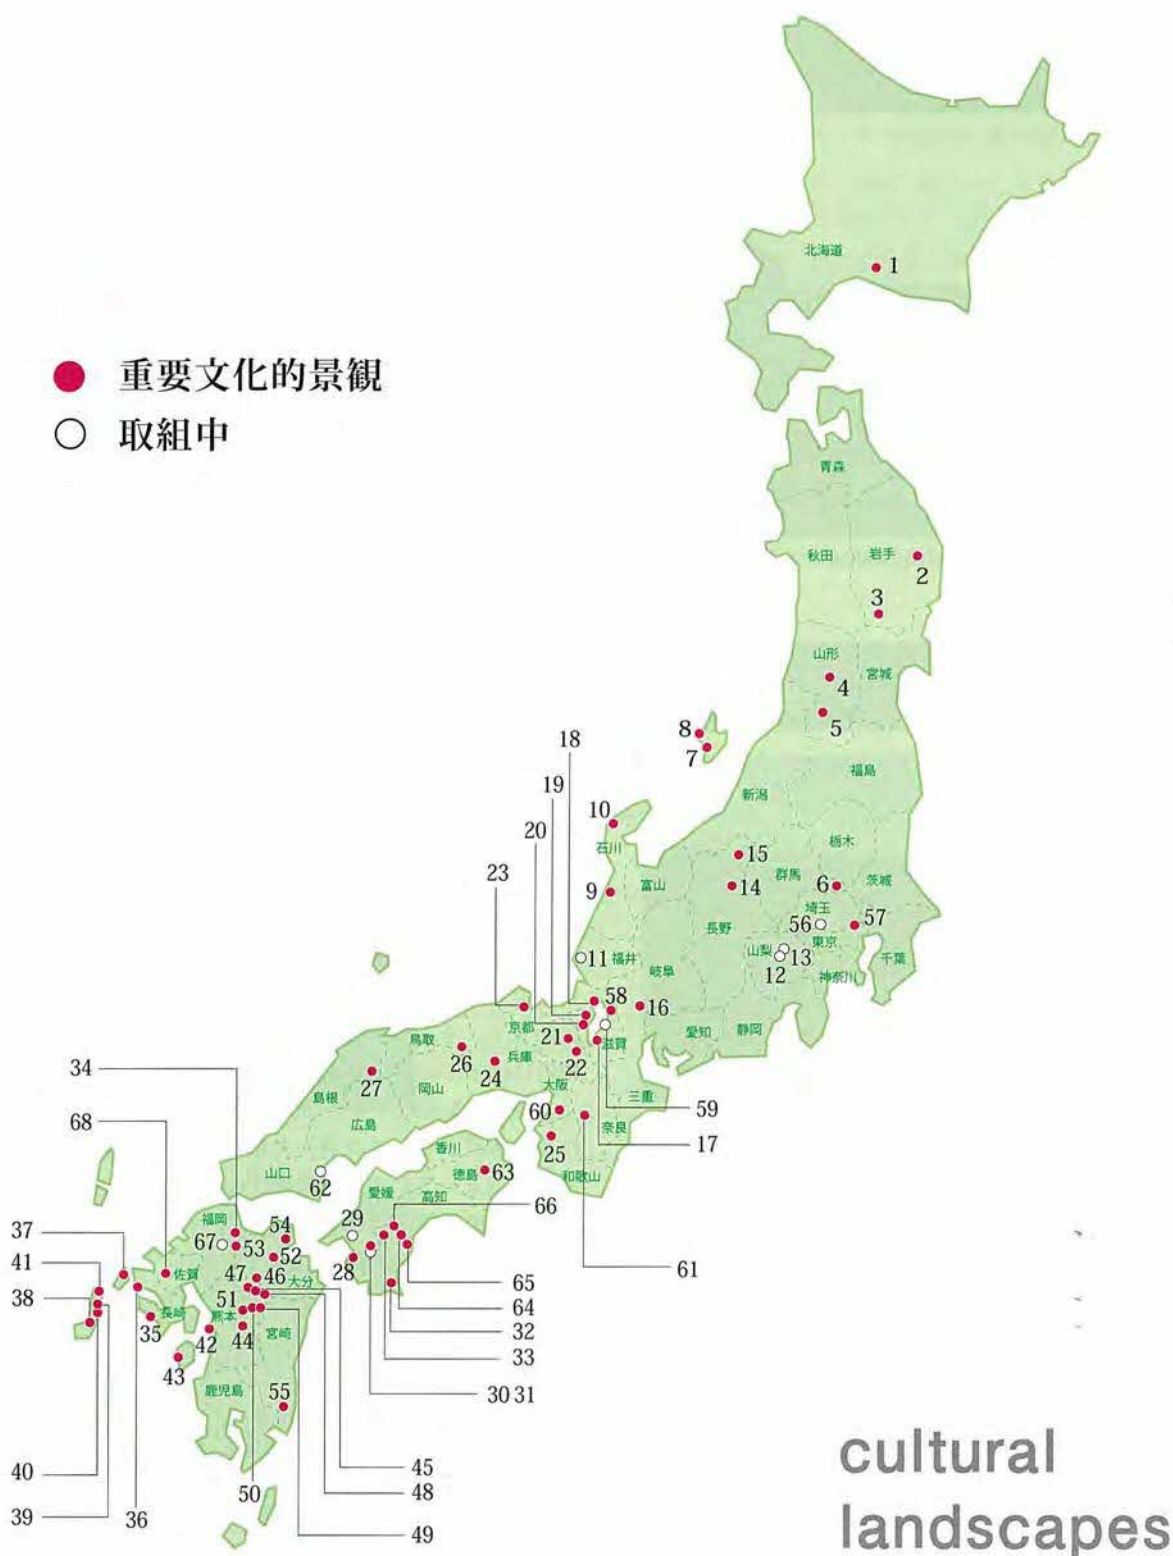 重要文化的景観
取組中
北海道
1
青森
秋田
岩手
2
3
山形
宮城
4
5
8
7
18
福島
19
新潟
10
20
石川
栃木
15
23
群馬
富山
14
6
茨城
9
埼玉
長野
56
57
山梨
東京
11
福井
13
千葉
岐阜
12
神奈川
58
16
京都
愛知
静岡
鳥取
21
滋賀
兵庫
26
22
34
24
27
岡山
大阪
島根
三重
60
59
68
広島
奈良
17
香川
25
山口
徳島
63
和歌山
62
愛媛
高知
66
福岡
54
29
37
67
53
52
61
41
佐賀
28
65
47
46
大分
38
51
64
長崎
熊本
32
35
宮崎
42
44
33
43
鹿児島
55
30 31
cultural
45
40
50
48
landscapes
39
36
49